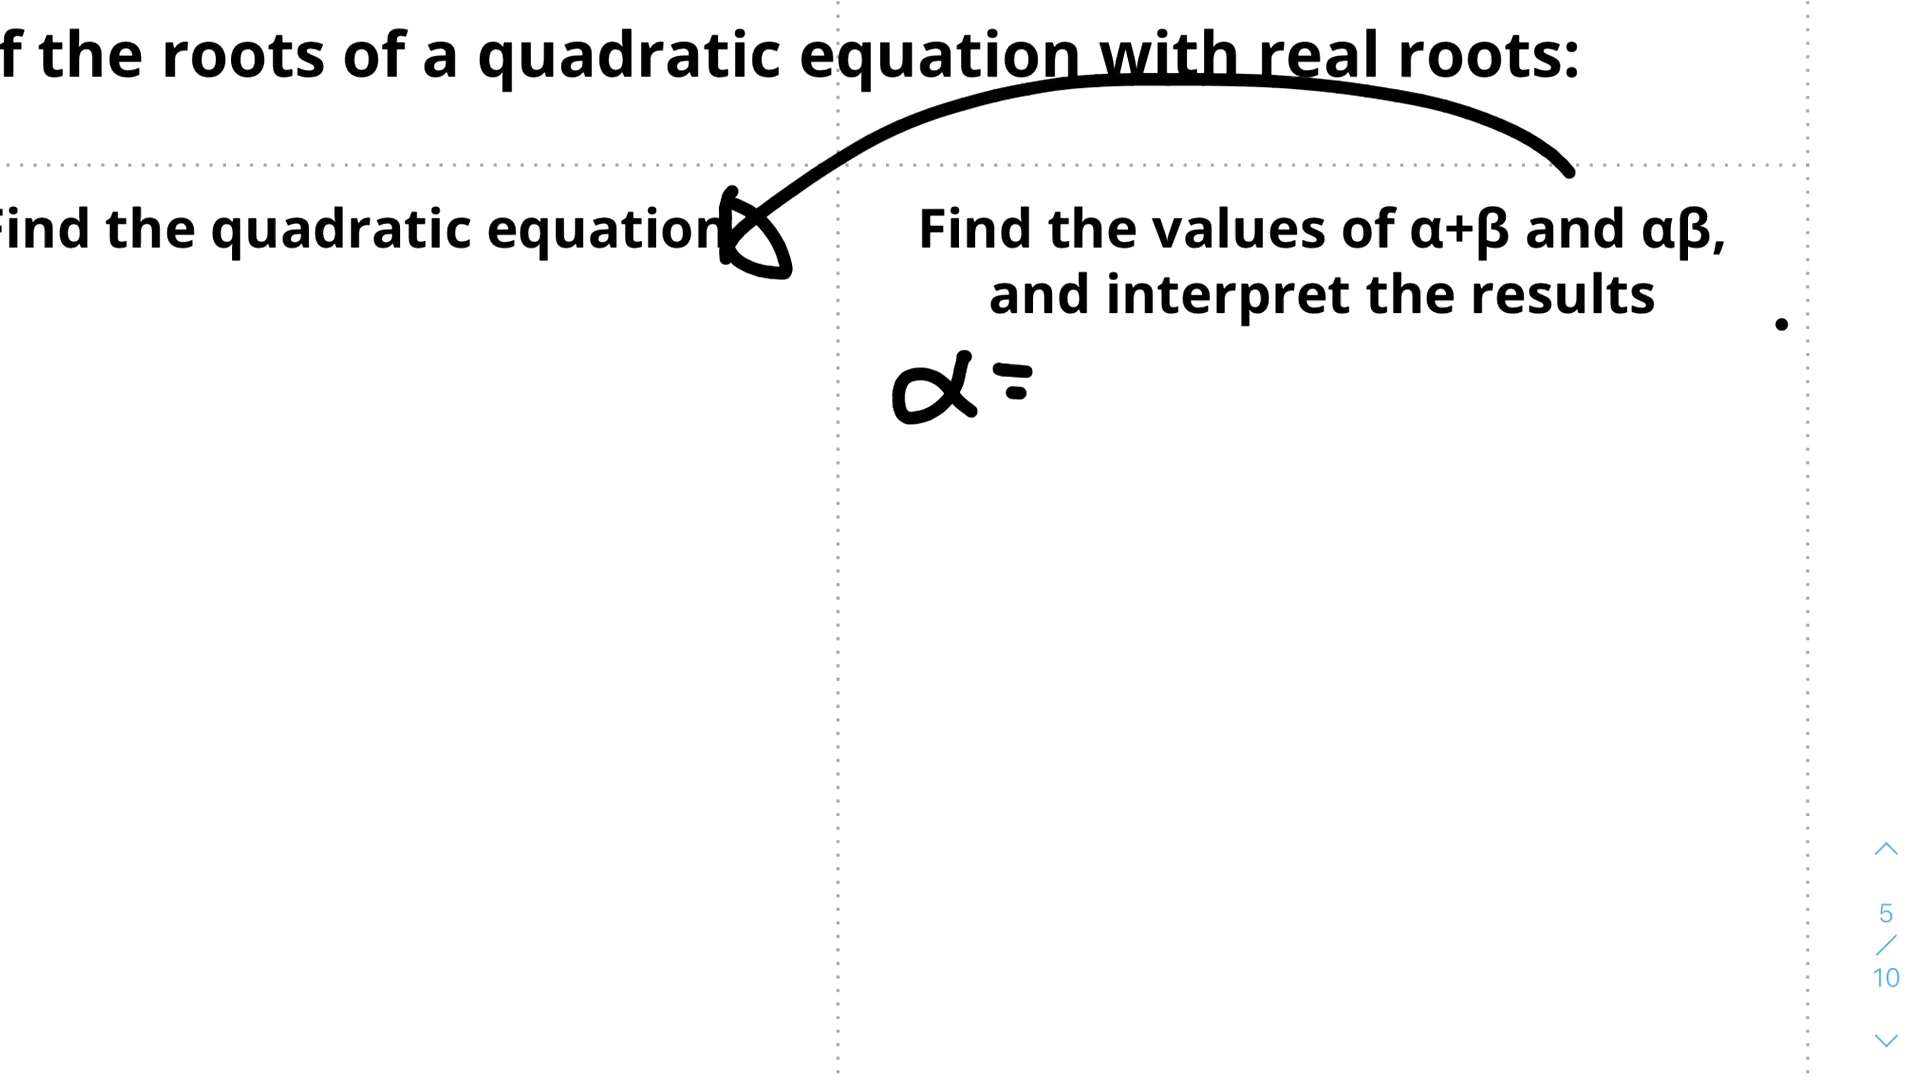 f the roots of a quadratic equation with real roots:
Find the quadratic equation
Find the values of α+β and αβ,
and interpret the results
α =
5
/
10